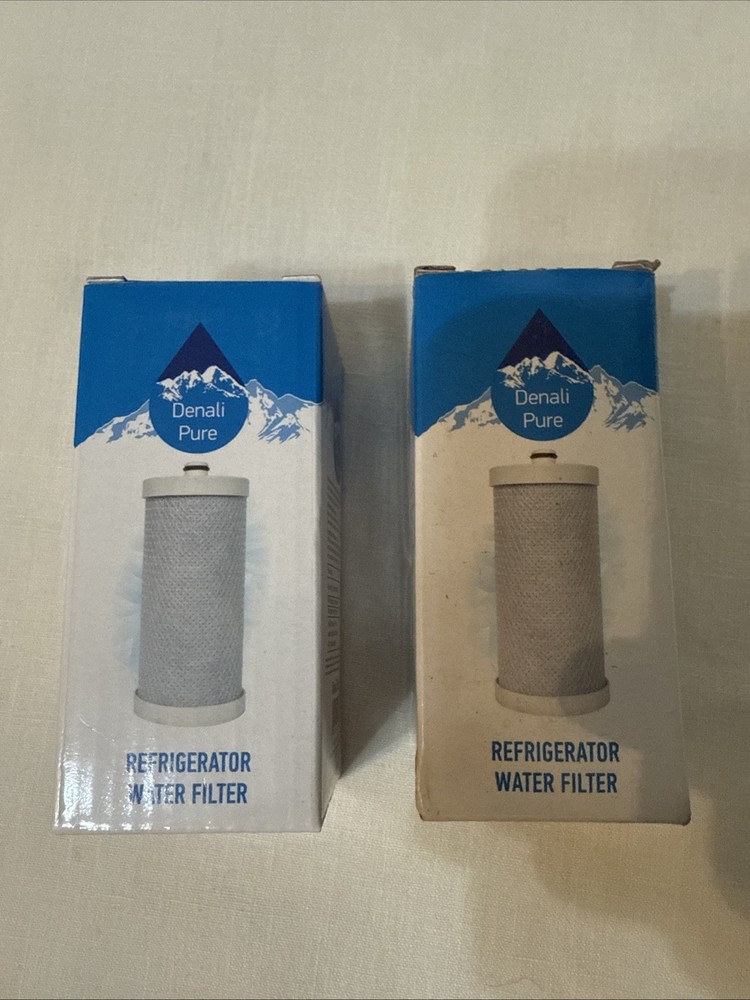 Denali
Pure
REFRIGERATOR
WATER FILTER
Denali
Pure
REFRIGERATOR
WATER FILTER